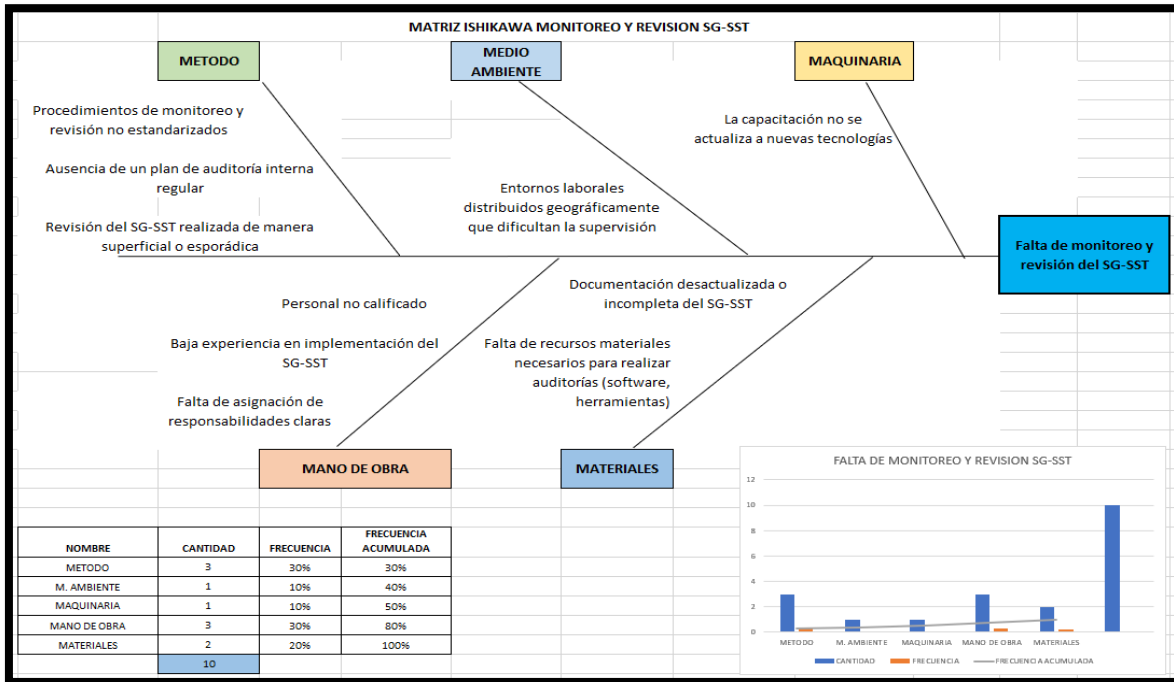 MATRIZ ISHIKAWA MONITOREO Y REVISION SG-SST
METODO
MEDIO
AMBIENTE
MAQUINARIA
Procedimientos de monitoreo y
revisión no estandarizados
La capacitación no se
actualiza a nuevas tecnologías
Ausencia de un plan de auditoría interna
regular
Entornos laborales
distribuidos geográficamente
que dificultan la supervisión
Revisión del SG-SST realizada de manera
superficial o esporádica
Falta de monitoreo y
revisión del SG-SST
Personal no calificado
Documentación desactualizada o
incompleta del SG-SST
Baja experiencia en implementación del
SG-SST
Falta de recursos materiales
necesarios para realizar
auditorías (software,
herramientas)
Falta de asignación de
responsabilidades claras
MANO DE OBRA
MATERIALES
NOMBRE CANTIDAD FRECUENCIA FRECUENCIA ACUMULADA
METODO 3 30% 30%
M. AMBIENTE 1 10% 40%
MAQUINARIA 1 10% 50%
MANO DE OBRA 3 30% 80%
MATERIALES 2 20% 100%
10
FALTA DE MONITOREO Y REVISION SG-SST
12
10
8
6
4
2
0
METODO M. AMBIENTE MAQUINARIA MANO DE OBRA MATERIALES
CANTIDAD FRECUENCIA FRECUENCIA ACUMULADA